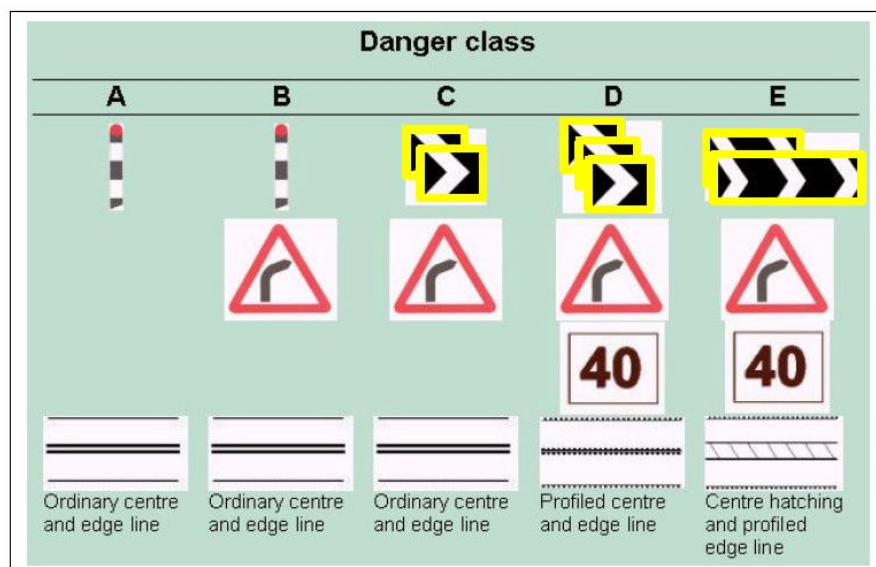 Danger class
A B C D E
40 40
Ordinary centre and edge line
Ordinary centre and edge line
Ordinary centre and edge line
Profiled centre and edge line
Centre hatching and profiled edge line